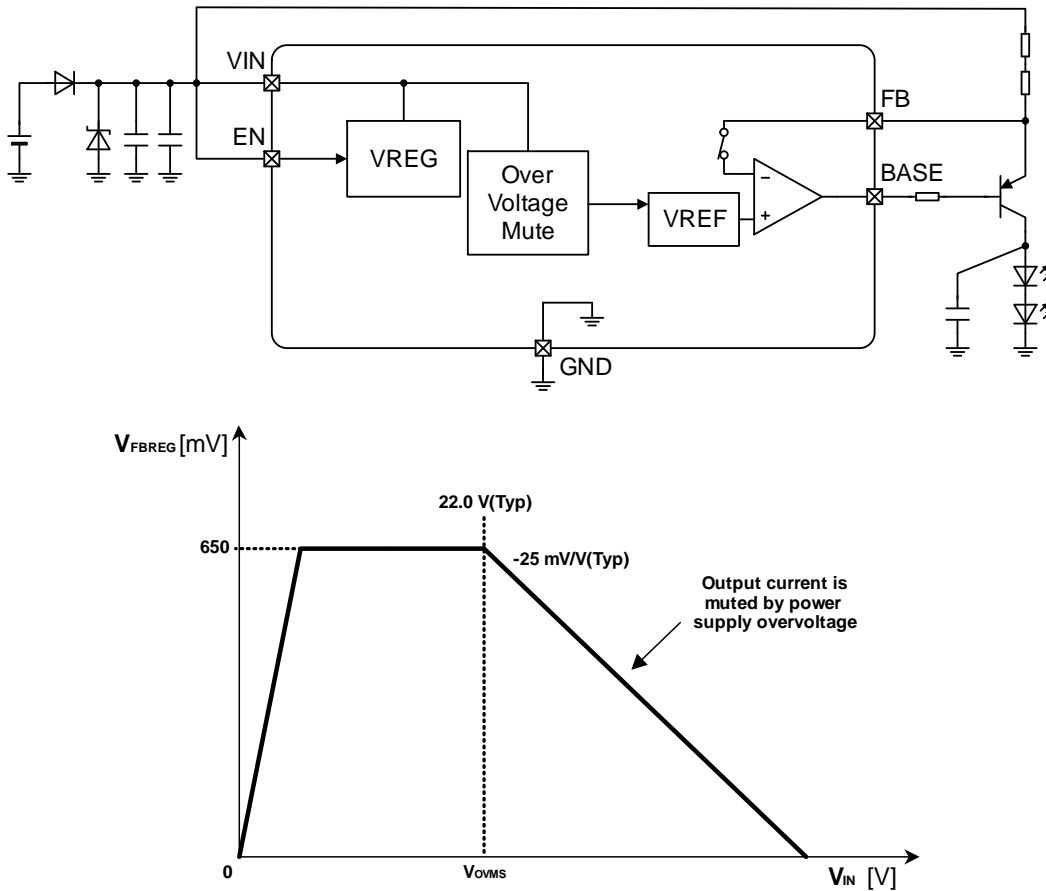 VIN
EN
VREG
Over
Voltage
Mute
VREF
−
+
FB
BASE
GND
VFBREG [mV]
22.0 V(Typ)
650
-25 mV/V(Typ)
Output current is
muted by power
supply overvoltage
0
VOVMS
VIN [V]